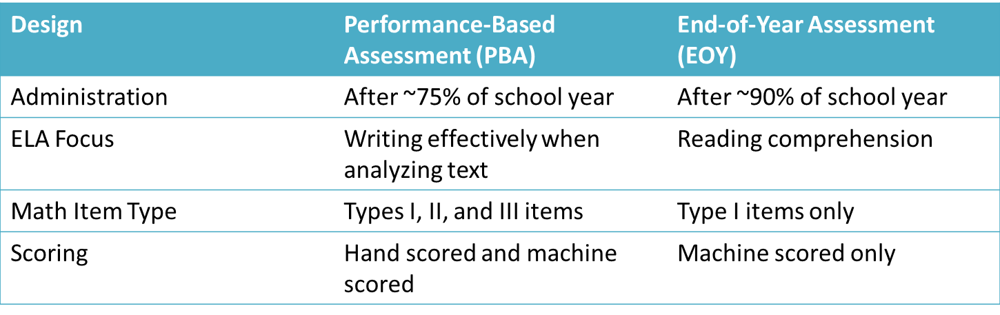 Design
Performance-Based
Assessment (PBA)
End-of-Year Assessment
(EOY)
Administration
After ~75% of school year
After ~90% of school year
ELA Focus
Writing effectively when
analyzing text
Reading comprehension
Math Item Type
Types I, II, and III items
Type I items only
Scoring
Hand scored and machine
scored
Machine scored only